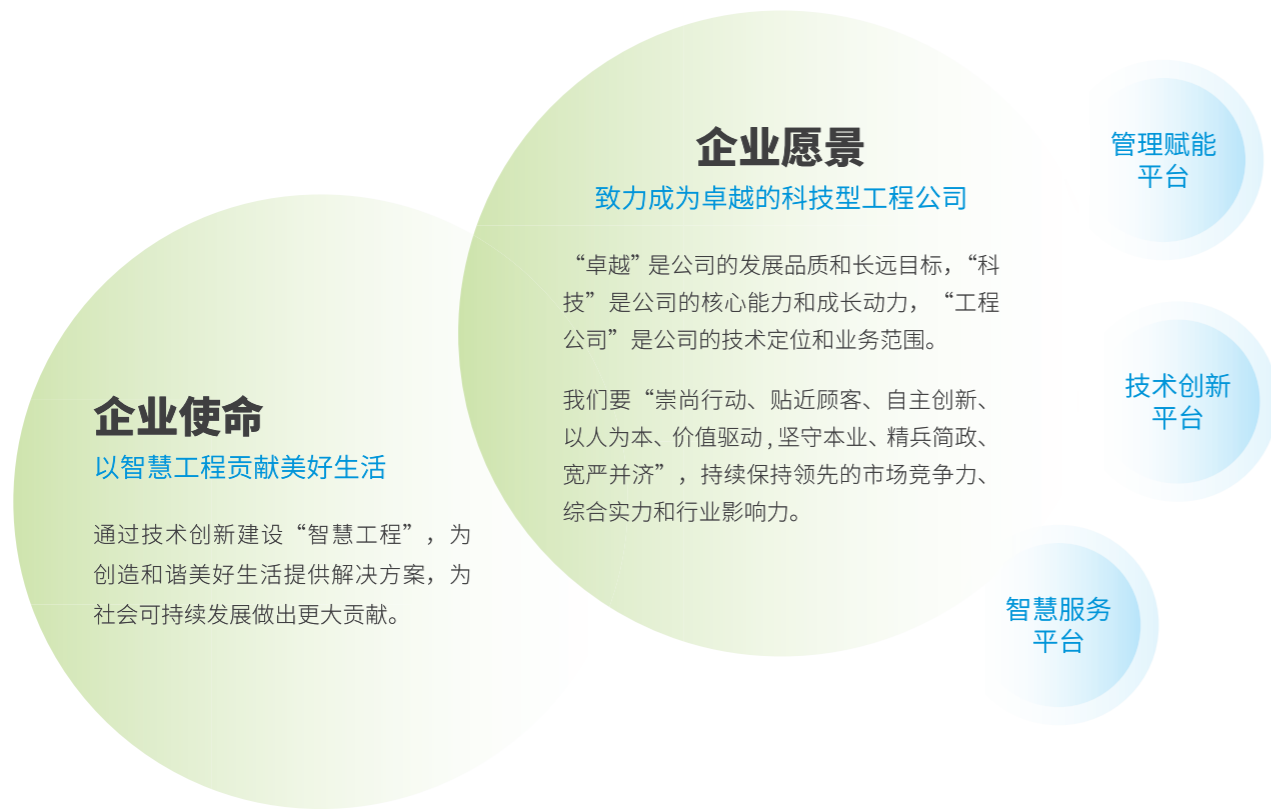 企业愿景
致力成为卓越的科技型工程公司
“卓越”是公司的发展品质和长远目标，“科
技”是公司的核心能力和成长动力，“工程
公司”是公司的技术定位和业务范围。
我们要“崇尚行动、贴近顾客、自主创新、
以人为本、价值驱动,坚守本业、精兵简政、
宽严并济”，持续保持领先的市场竞争力、
综合实力和行业影响力。
企业使命
以智慧工程贡献美好生活
通过技术创新建设“智慧工程”，为
创造和谐美好生活提供解决方案，为
社会可持续发展做出更大贡献。
管理赋能
平台
技术创新
平台
智慧服务
平台